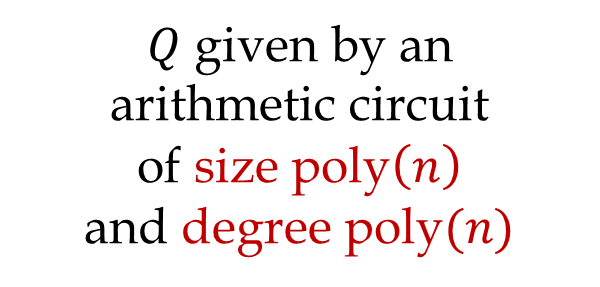 Q given by an
arithmetic circuit
of size poly(n)
and degree poly(n)